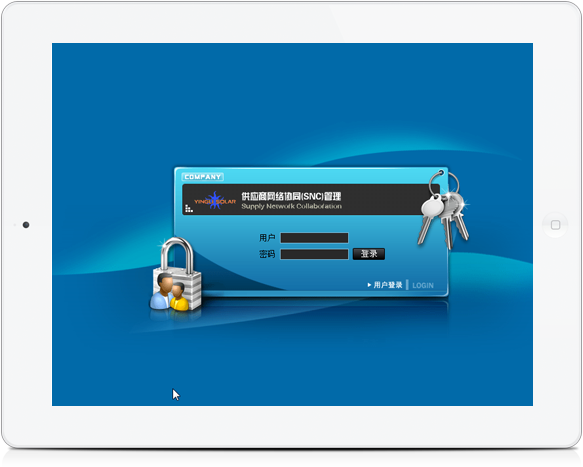 COMPANY
YINGLI SOLAR
供应商网络协同(SNC)管理
Supply Network Collaboration
用户
密码
登录
用户登录
LOGIN